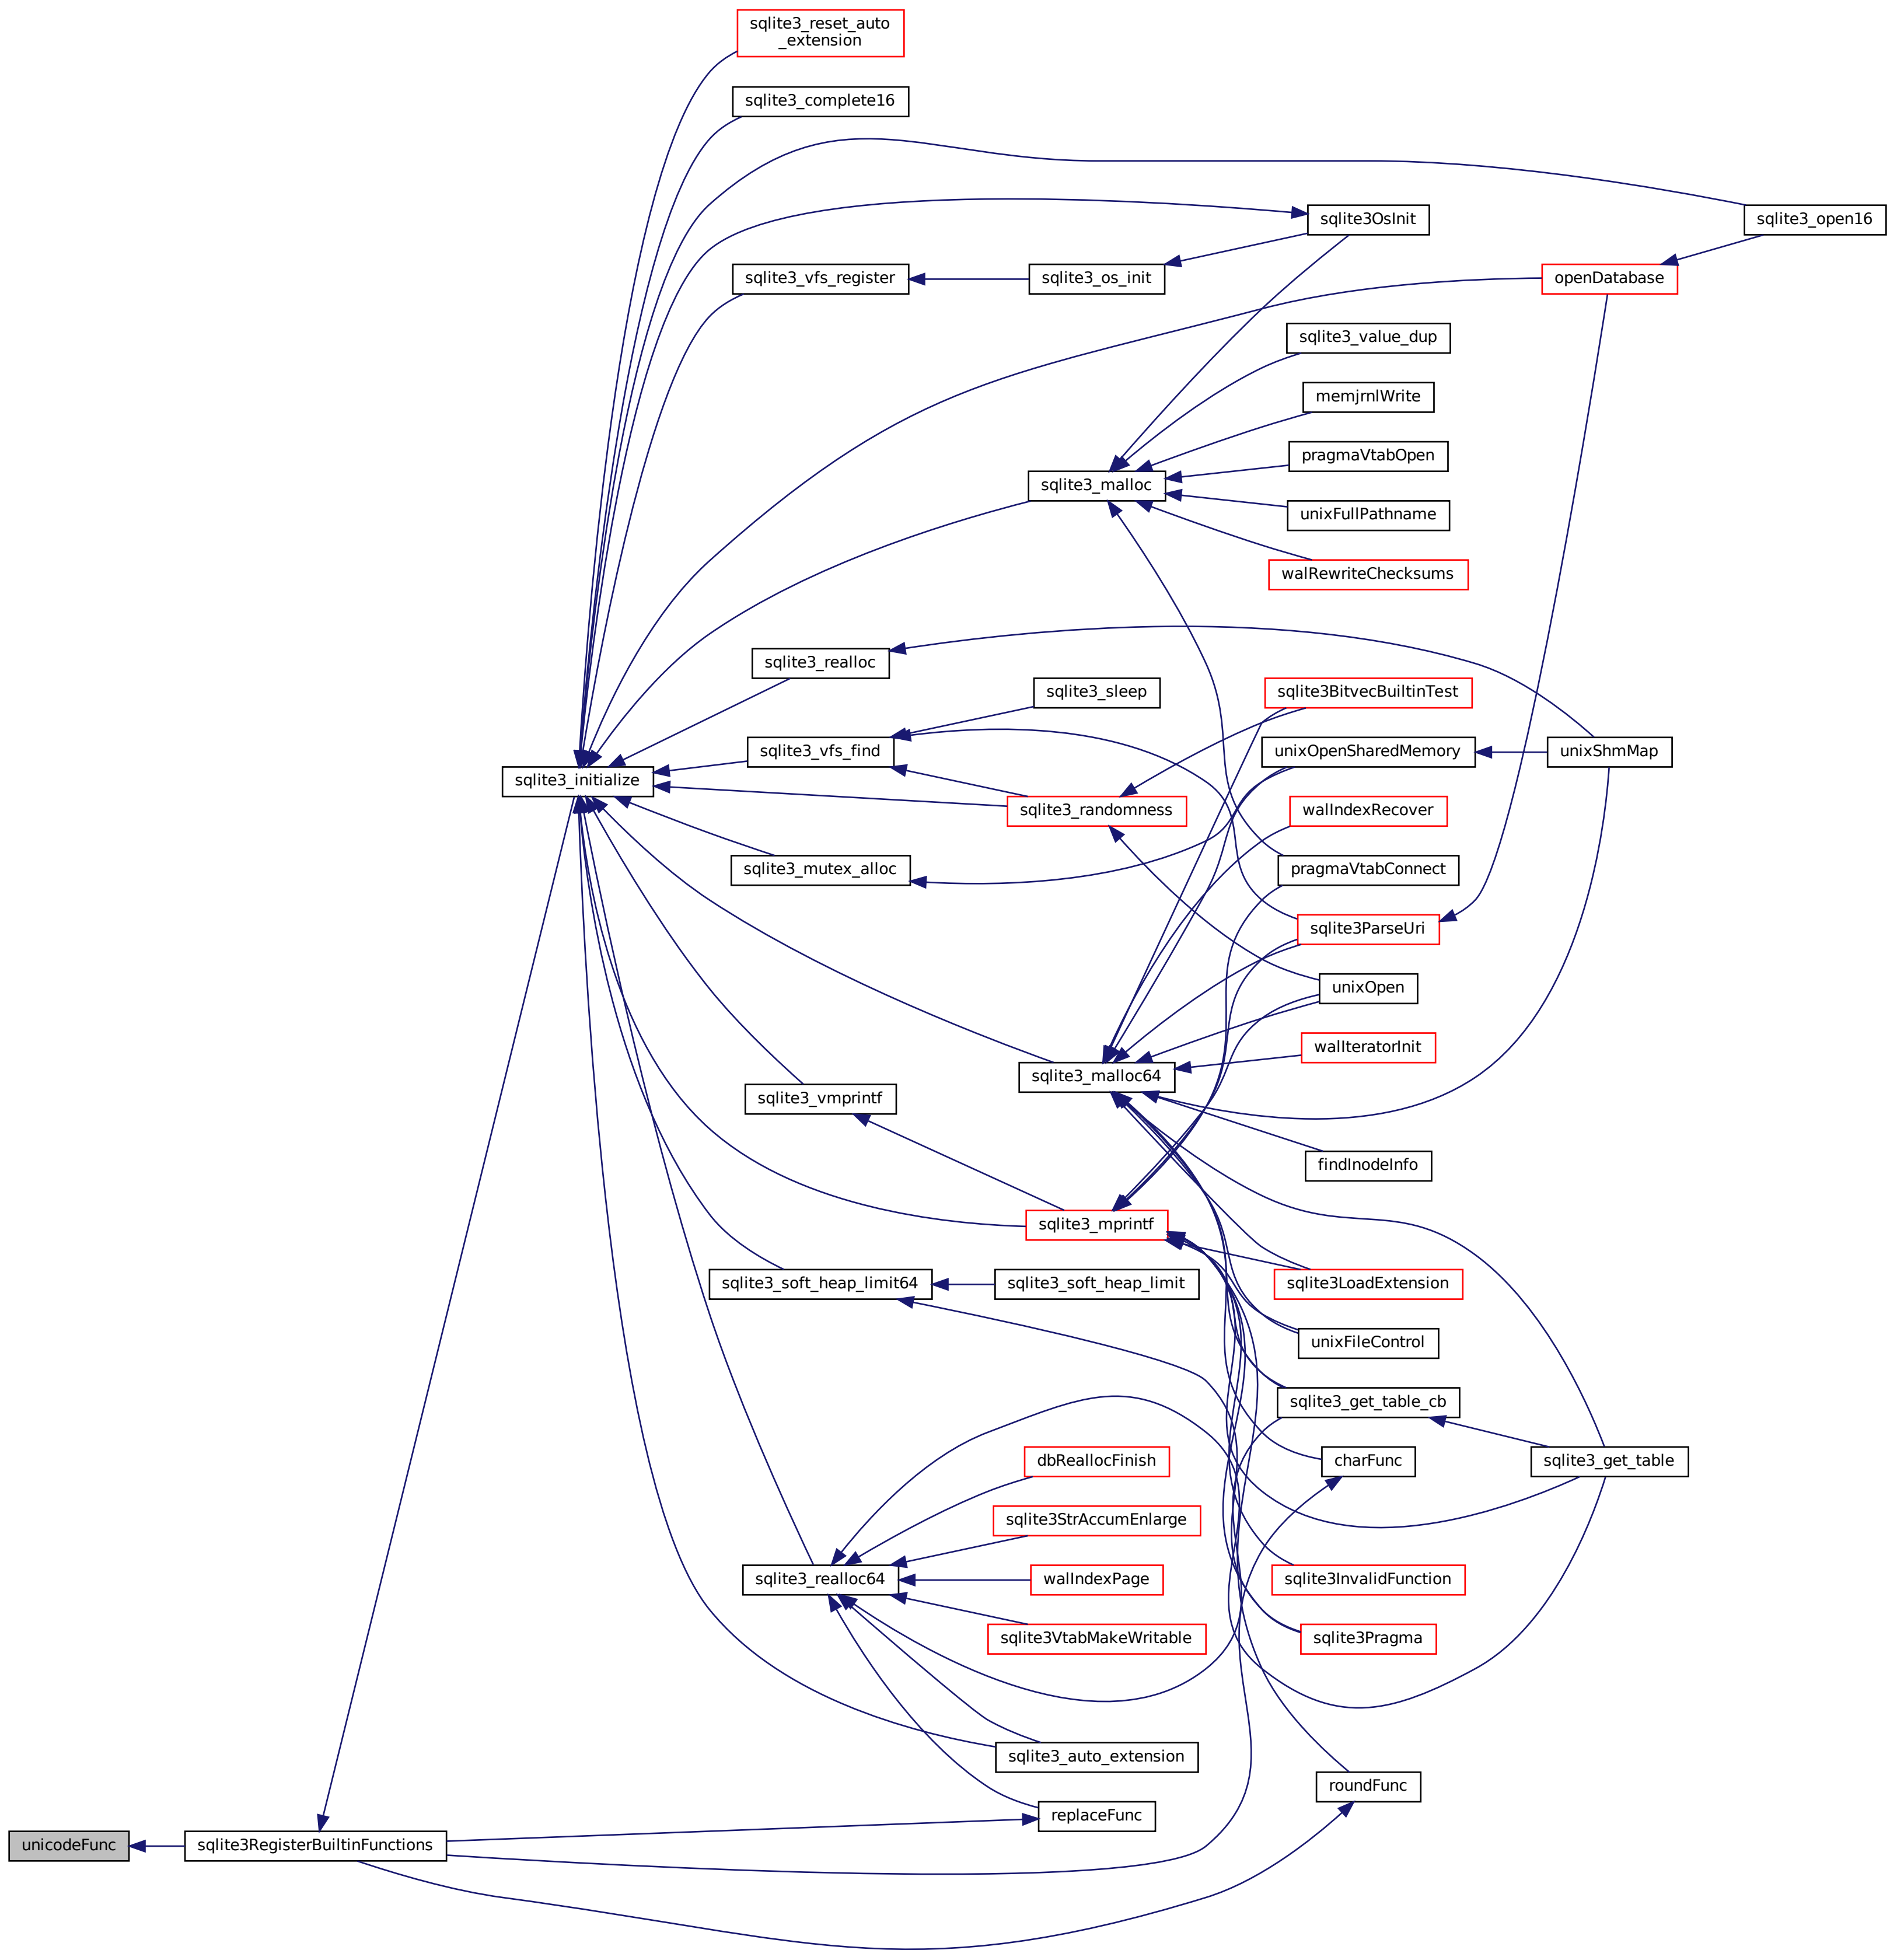 sqlite3_reset_auto
_extension
sqlite3_complete16
sqlite3OsInit
sqlite3_open16
sqlite3_vfs_register
sqlite3_os_init
openDatabase
sqlite3_value_dup
memjrnlWrite
pragmaVtabOpen
sqlite3_malloc
unixFullPathname
walRewriteChecksums
sqlite3_realloc
sqlite3_sleep
sqlite3BitvecBuiltinTest
sqlite3_vfs_find
unixOpenSharedMemory
unixShmMap
sqlite3_initialize
sqlite3_randomness
walIndexRecover
sqlite3_mutex_alloc
pragmaVtabConnect
sqlite3ParseUri
unixOpen
walIteratorInit
sqlite3_malloc64
sqlite3_vmprintf
findInodeInfo
sqlite3_mprintf
sqlite3_soft_heap_limit64
sqlite3_soft_heap_limit
sqlite3LoadExtension
unixFileControl
sqlite3_get_table_cb
dbReallocFinish
charFunc
sqlite3_get_table
sqlite3StrAccumEnlarge
sqlite3_realloc64
walIndexPage
sqlite3InvalidFunction
sqlite3VtabMakeWritable
sqlite3Pragma
sqlite3_auto_extension
roundFunc
replaceFunc
unicodeFunc
sqlite3RegisterBuiltinFunctions